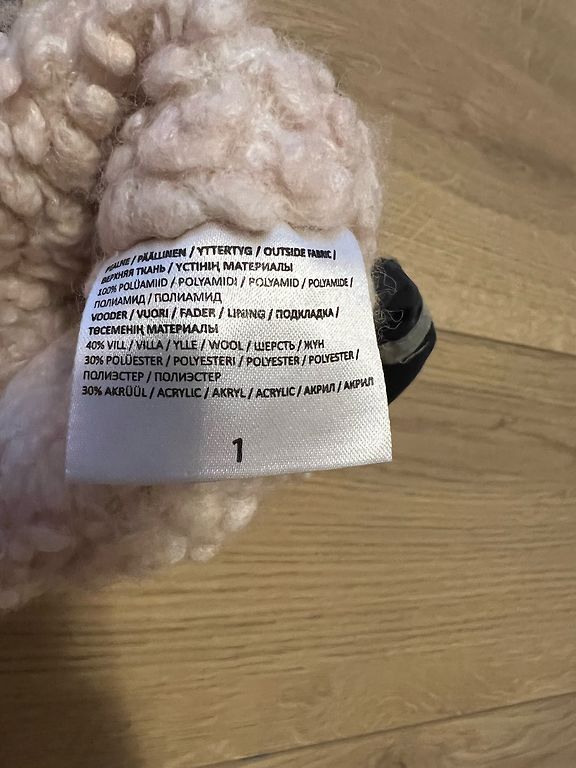 PEALNE / PÄÄLLINEN / YTTERTYG / OUTSIDE FABRIC /
ВЕРХНЯЯ ТКАНЬ / ҮСТІНІҢ МАТЕРИАЛЫ
100% POLÜAMIID / POLYAMIDI / POLYAMID / POLYAMIDE /
ПОЛИАМИД / ПОЛИАМИД
VOODER / VUORI / FADER / LINING / ПОДКЛАДКА /
ТӨСЕМЕНІҢ МАТЕРИАЛЫ
40% VILL / VILLA / YLLE / WOOL / ШЕРСТЬ / ЖҮН
30% POLÜESTER / POLYESTERI / POLYESTER / POLYESTER /
ПОЛИЭСТЕР / ПОЛИЭСТЕР
30% AKRÜÜL / ACRYLIC / AKRYL / ACRYLIC / АКРИЛ / АКРИЛ
1